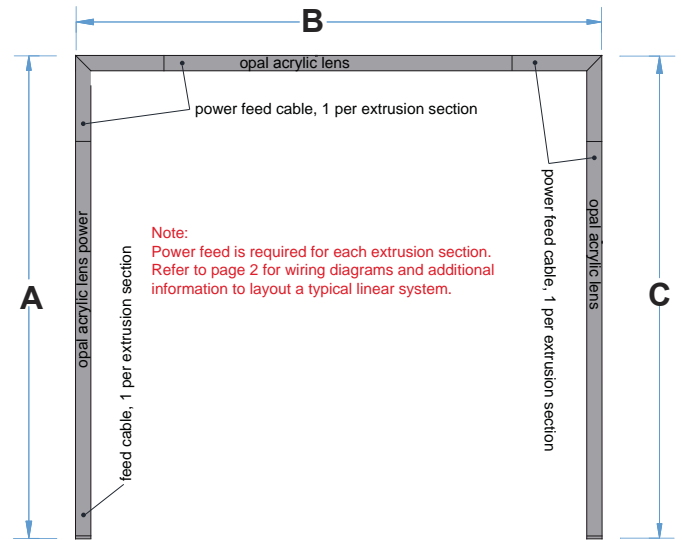 B
opal acrylic lens
power feed cable, 1 per extrusion section
Note:
Power feed is required for each extrusion section.
Refer to page 2 for wiring diagrams and additional
information to layout a typical linear system.
A
opal acrylic lens power
feed cable, 1 per extrusion section
power feed cable, 1 per extrusion section
opal acrylic lens
C